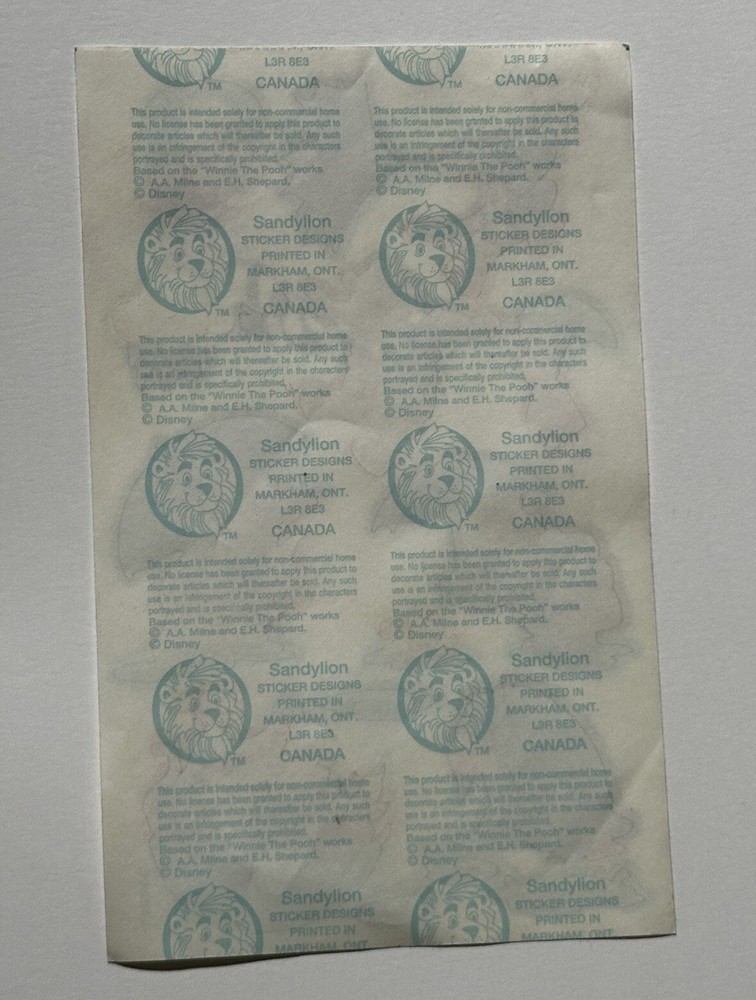 L3R 8E3
CANADA
TM
This product is intended solely for non-commercial home
use. No license has been granted to apply this product to
decorate articles which will thereafter be sold. Any such
use is an infringement of the copyright in the characters
portrayed and is specifically prohibited.
Based on the "Winnie The Pooh" works
© A.A. Milne and E.H. Shepard.
© Disney
L3R 8E3
CANADA
TM
This product is intended solely for non-commercial home
use. No license has been granted to apply this product to
decorate articles which will thereafter be sold. Any such
use is an infringement of the copyright in the characters
portrayed and is specifically prohibited.
Based on the "Winnie The Pooh" works
© A.A. Milne and E.H. Shepard.
© Disney
Sandylion
STICKER DESIGNS
PRINTED IN
MARKHAM, ONT.
L3R 8E3
CANADA
TM
This product is intended solely for non-commercial home
use. No license has been granted to apply this product to
decorate articles which will thereafter be sold. Any such
use is an infringement of the copyright in the characters
portrayed and is specifically prohibited.
Based on the "Winnie The Pooh" works
© A.A. Milne and E.H. Shepard.
© Disney
Sandylion
STICKER DESIGNS
PRINTED IN
MARKHAM, ONT.
L3R 8E3
CANADA
TM
This product is intended solely for non-commercial home
use. No license has been granted to apply this product to
decorate articles which will thereafter be sold. Any such
use is an infringement of the copyright in the characters
portrayed and is specifically prohibited.
Based on the "Winnie The Pooh" works
© A.A. Milne and E.H. Shepard.
© Disney
Sandylion
STICKER DESIGNS
PRINTED IN
MARKHAM, ONT.
L3R 8E3
CANADA
TM
This product is intended solely for non-commercial home
use. No license has been granted to apply this product to
decorate articles which will thereafter be sold. Any such
use is an infringement of the copyright in the characters
portrayed and is specifically prohibited.
Based on the "Winnie The Pooh" works
© A.A. Milne and E.H. Shepard.
© Disney
Sandylion
STICKER DESIGNS
PRINTED IN
MARKHAM, ONT.
L3R 8E3
CANADA
TM
This product is intended solely for non-commercial home
use. No license has been granted to apply this product to
decorate articles which will thereafter be sold. Any such
use is an infringement of the copyright in the characters
portrayed and is specifically prohibited.
Based on the "Winnie The Pooh" works
© A.A. Milne and E.H. Shepard.
© Disney
Sandylion
STICKER DESIGNS
PRINTED IN
MARKHAM, ONT.
L3R 8E3
CANADA
TM
This product is intended solely for non-commercial home
use. No license has been granted to apply this product to
decorate articles which will thereafter be sold. Any such
use is an infringement of the copyright in the characters
portrayed and is specifically prohibited.
Based on the "Winnie The Pooh" works
© A.A. Milne and E.H. Shepard.
© Disney
Sandylion
STICKER DESIGNS
PRINTED IN
MARKHAM, ONT.
L3R 8E3
CANADA
TM
This product is intended solely for non-commercial home
use. No license has been granted to apply this product to
decorate articles which will thereafter be sold. Any such
use is an infringement of the copyright in the characters
portrayed and is specifically prohibited.
Based on the "Winnie The Pooh" works
© A.A. Milne and E.H. Shepard.
© Disney
Sandylion
STICKER DESIGNS
PRINTED IN
MARKHAM, ONT.
Sandylion
STICKER DESIGNS
PRINTED IN
MARKHAM, ONT.